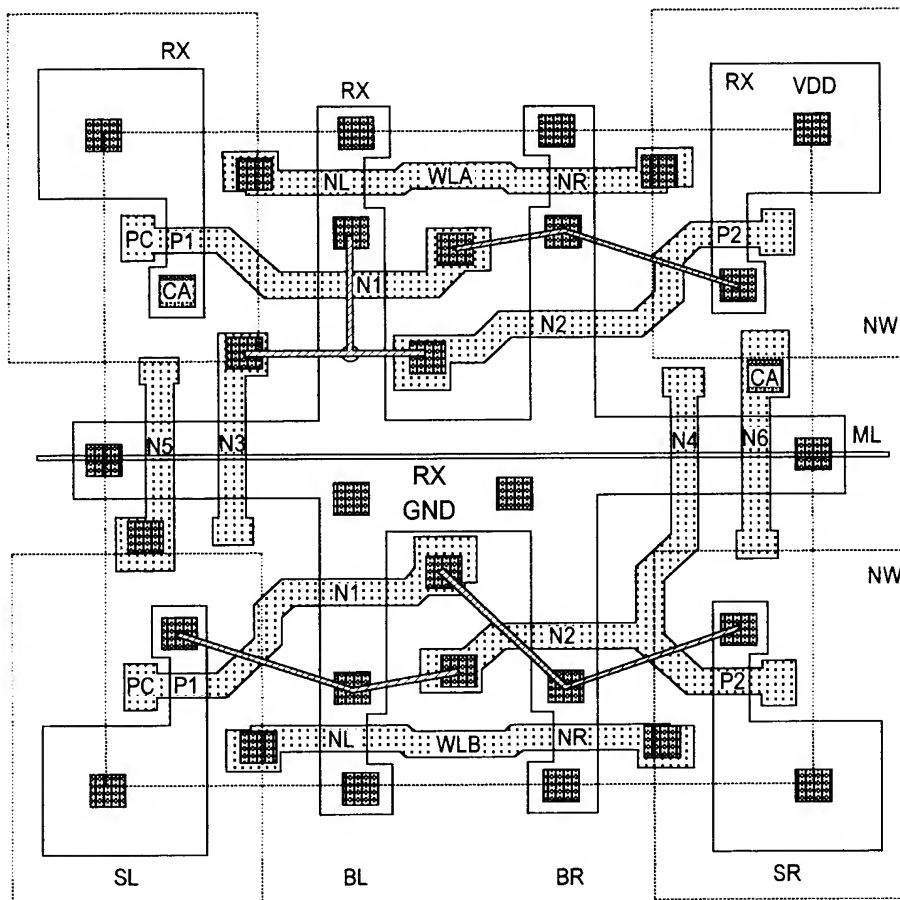 RX
RX
RX VDD
NL WLA NR
PC P1 P2
CA N1
N2 NW
CA
N5 N3 N4 N6 ML
RX
GND
NW
N1
N2
PC P1 P2
NL WLB NR
SL BL BR SR